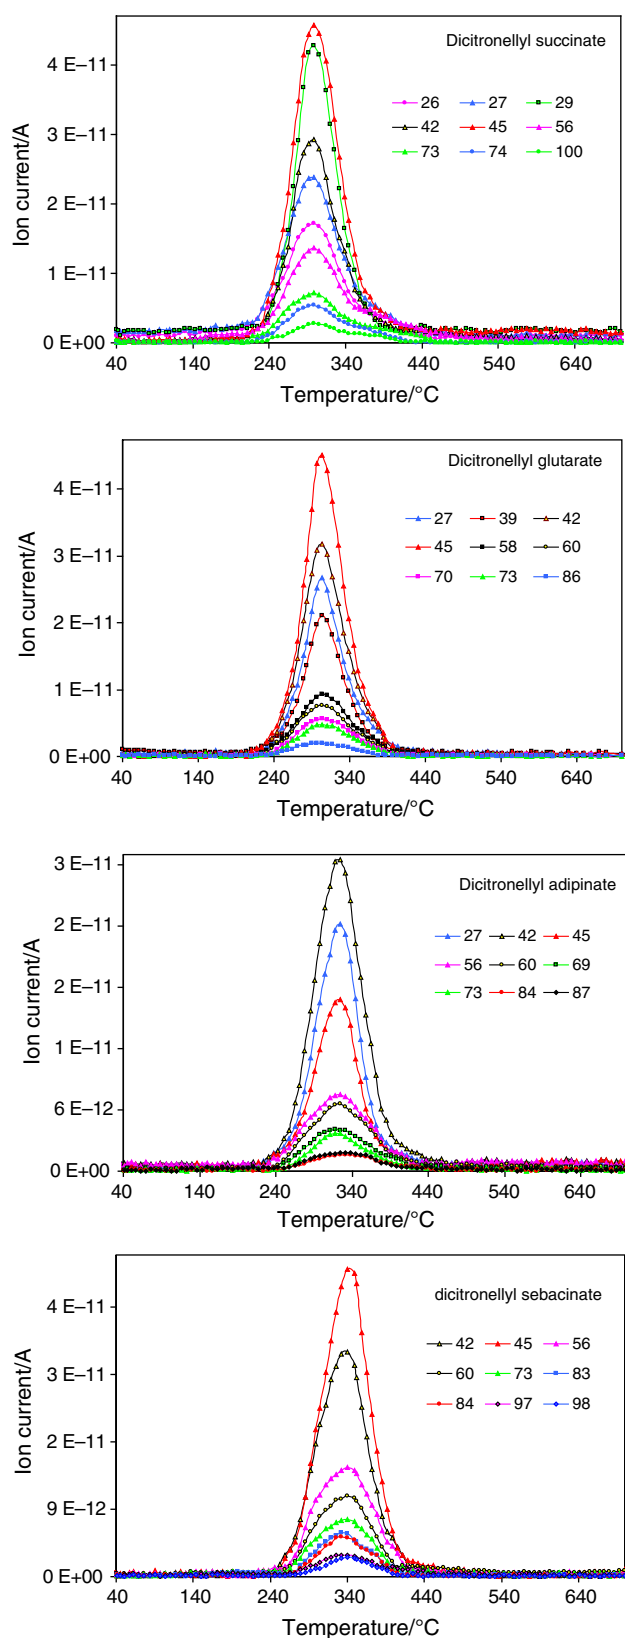 Dicitronellyl succinate
4 E–11
3 E–11
2 E–11
1 E–11
0 E+00
Ion current/A
26 27 29
42 45 56
73 74 100
40 140 240 340 440 540 640
Temperature/°C
Dicitronellyl glutarate
4 E–11
3 E–11
2 E–11
1 E–11
0 E+00
Ion current/A
27 39 42
45 58 60
70 73 86
40 140 240 340 440 540 640
Temperature/°C
Dicitronellyl adipinate
3 E–11
2 E–11
2 E–11
1 E–11
6 E–12
0 E+00
Ion current/A
27 42 45
56 60 69
73 84 87
40 140 240 340 440 540 640
Temperature/°C
dicitronellyl sebacinate
4 E–11
3 E–11
2 E–11
9 E–12
0 E+00
Ion current/A
42 45 56
60 73 83
84 97 98
40 140 240 340 440 540 640
Temperature/°C